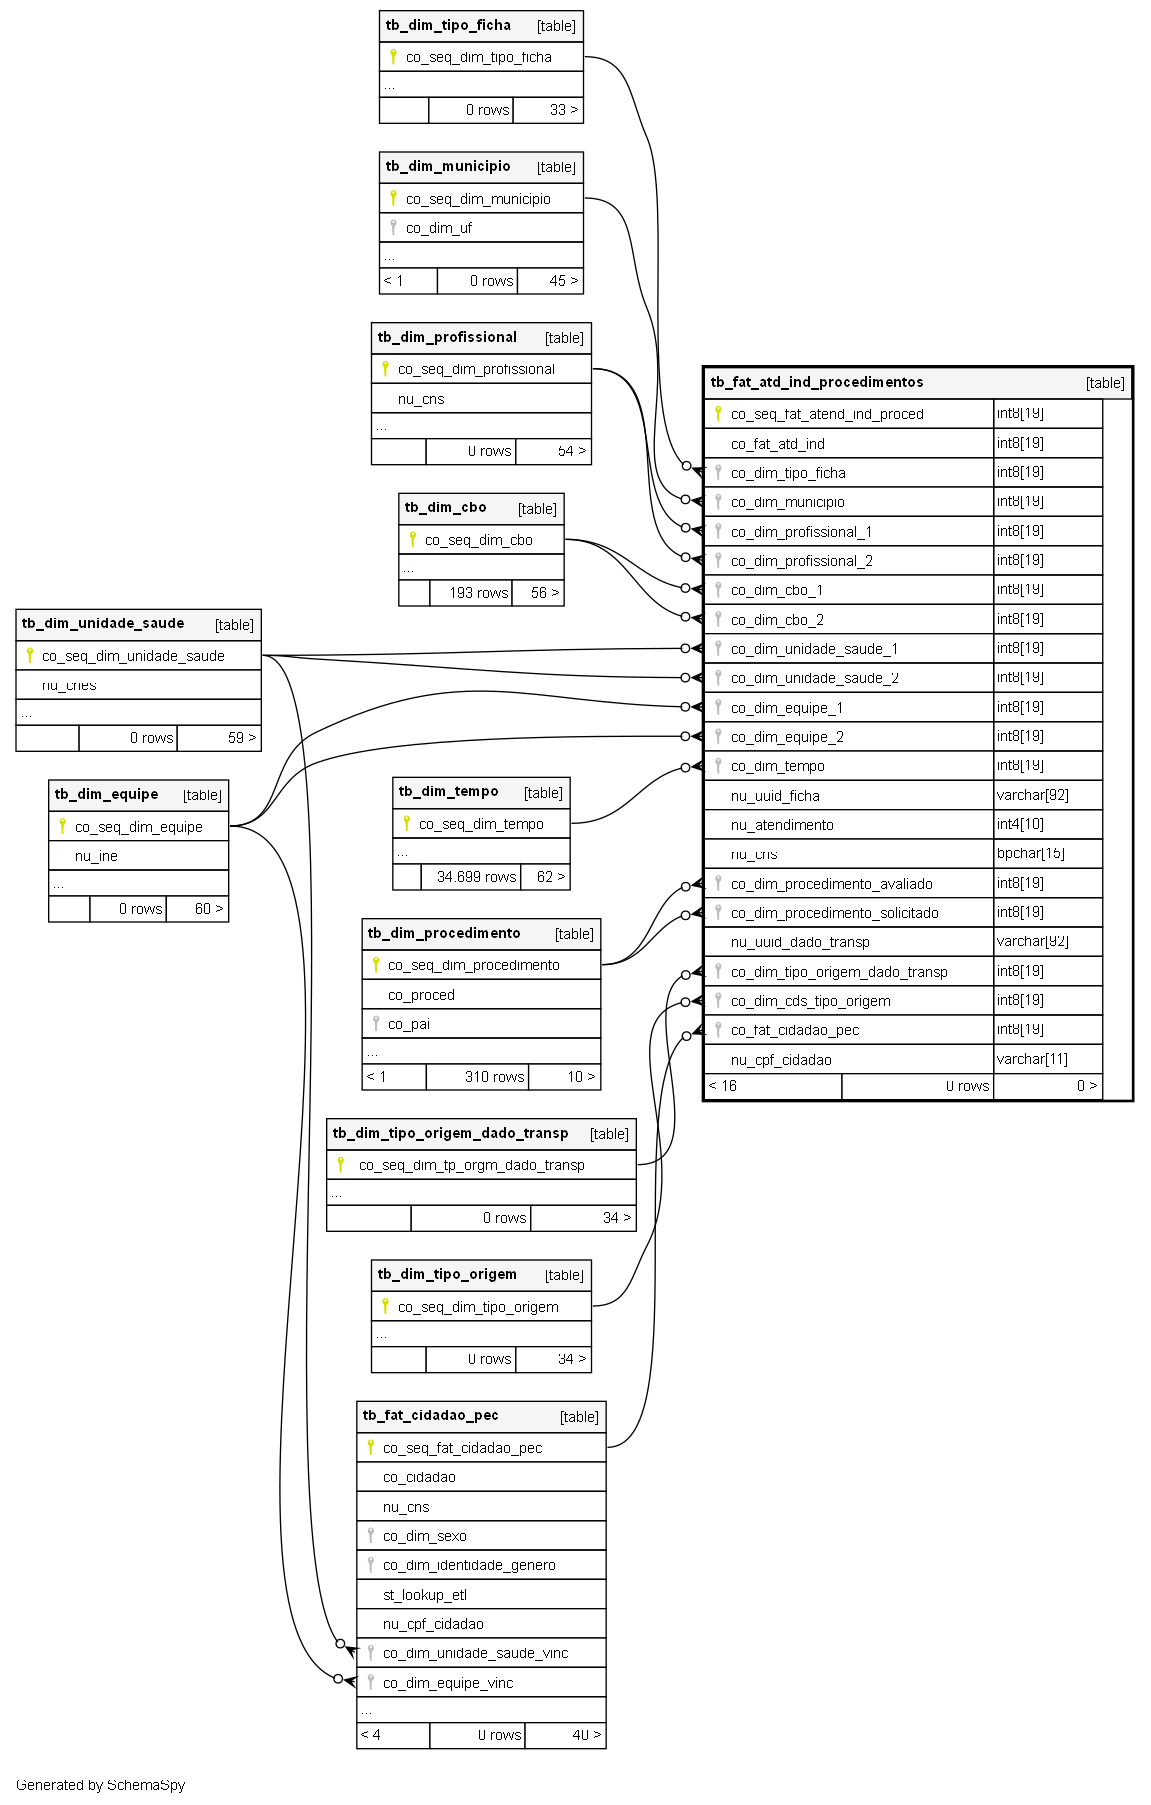 tb_dim_tipo_ficha [table]
co_seq_dim_tipo_ficha
...
0 rows 33 >
tb_dim_municipio [table]
co_seq_dim_municipio
co_dim_uf
...
< 1 0 rows 45 >
tb_dim_profissional [table]
co_seq_dim_profissional
nu_cns
...
0 rows 54 >
tb_dim_cbo [table]
co_seq_dim_cbo
...
193 rows 56 >
tb_dim_unidade_saude [table]
co_seq_dim_unidade_saude
nu_cnes
...
0 rows 59 >
tb_dim_equipe [table]
co_seq_dim_equipe
nu_ine
...
0 rows 60 >
tb_dim_tempo [table]
co_seq_dim_tempo
...
34.699 rows 62 >
tb_dim_procedimento [table]
co_seq_dim_procedimento
co_proced
co_pai
...
< 1 310 rows 10 >
tb_dim_tipo_origem_dado_transp [table]
co_seq_dim_tp_orgm_dado_transp
...
0 rows 34 >
tb_dim_tipo_origem [table]
co_seq_dim_tipo_origem
...
0 rows 34 >
tb_fat_cidadao_pec [table]
co_seq_fat_cidadao_pec
co_cidadao
nu_cns
co_dim_sexo
co_dim_identidade_genero
st_lookup_etl
nu_cpf_cidadao
co_dim_unidade_saude_vinc
co_dim_equipe_vinc
...
< 4 0 rows 40 >
tb_fat_atd_ind_procedimentos [table]
co_seq_fat_atend_ind_proced int8[19]
co_fat_atd_ind int8[19]
co_dim_tipo_ficha int8[19]
co_dim_municipio int8[19]
co_dim_profissional_1 int8[19]
co_dim_profissional_2 int8[19]
co_dim_cbo_1 int8[19]
co_dim_cbo_2 int8[19]
co_dim_unidade_saude_1 int8[19]
co_dim_unidade_saude_2 int8[19]
co_dim_equipe_1 int8[19]
co_dim_equipe_2 int8[19]
co_dim_tempo int8[19]
nu_uuid_ficha varchar[92]
nu_atendimento int4[10]
nu_cns bpchar[15]
co_dim_procedimento_avaliado int8[19]
co_dim_procedimento_solicitado int8[19]
nu_uuid_dado_transp varchar[92]
co_dim_tipo_origem_dado_transp int8[19]
co_dim_cds_tipo_origem int8[19]
co_fat_cidadao_pec int8[19]
nu_cpf_cidadao varchar[11]
< 16 0 rows 0 >
Generated by SchemaSpy